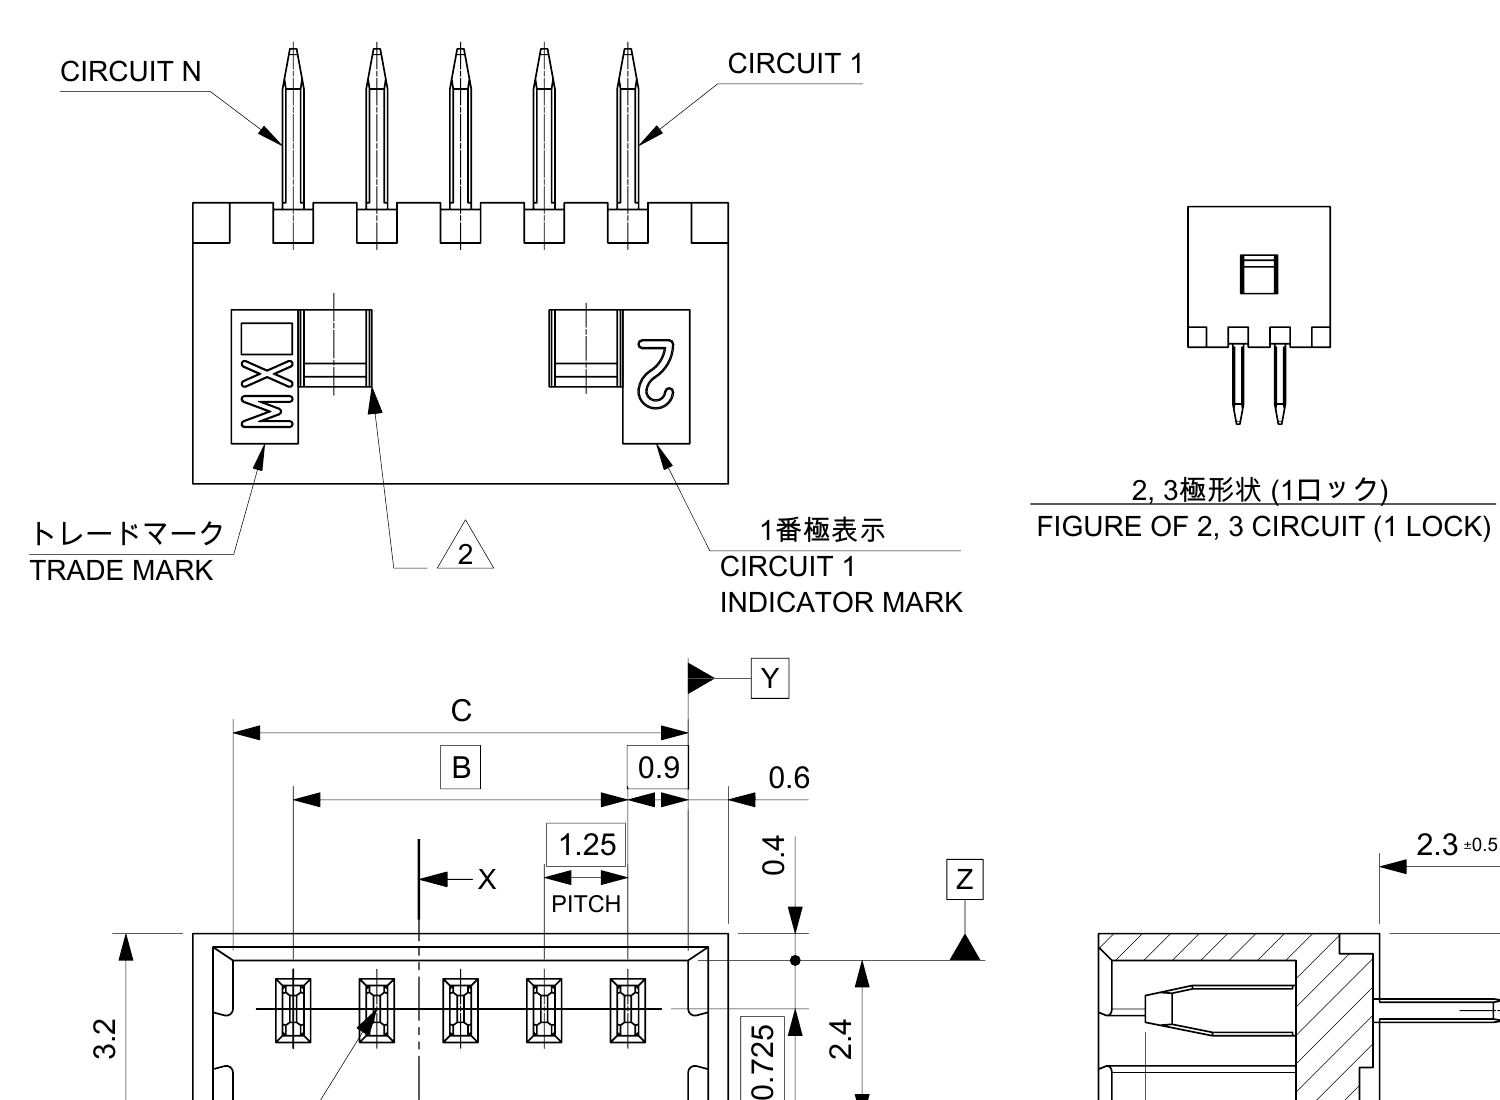 CIRCUIT N
CIRCUIT 1
MX
2
トレードマーク
TRADE MARK
2
1番極表示
CIRCUIT 1
INDICATOR MARK
2, 3極形状 (1ロック)
FIGURE OF 2, 3 CIRCUIT (1 LOCK)
Y
C
B
0.9
0.6
1.25
PITCH
X
0.4
Z
2.3 ±0.5
3.2
0.725
2.4